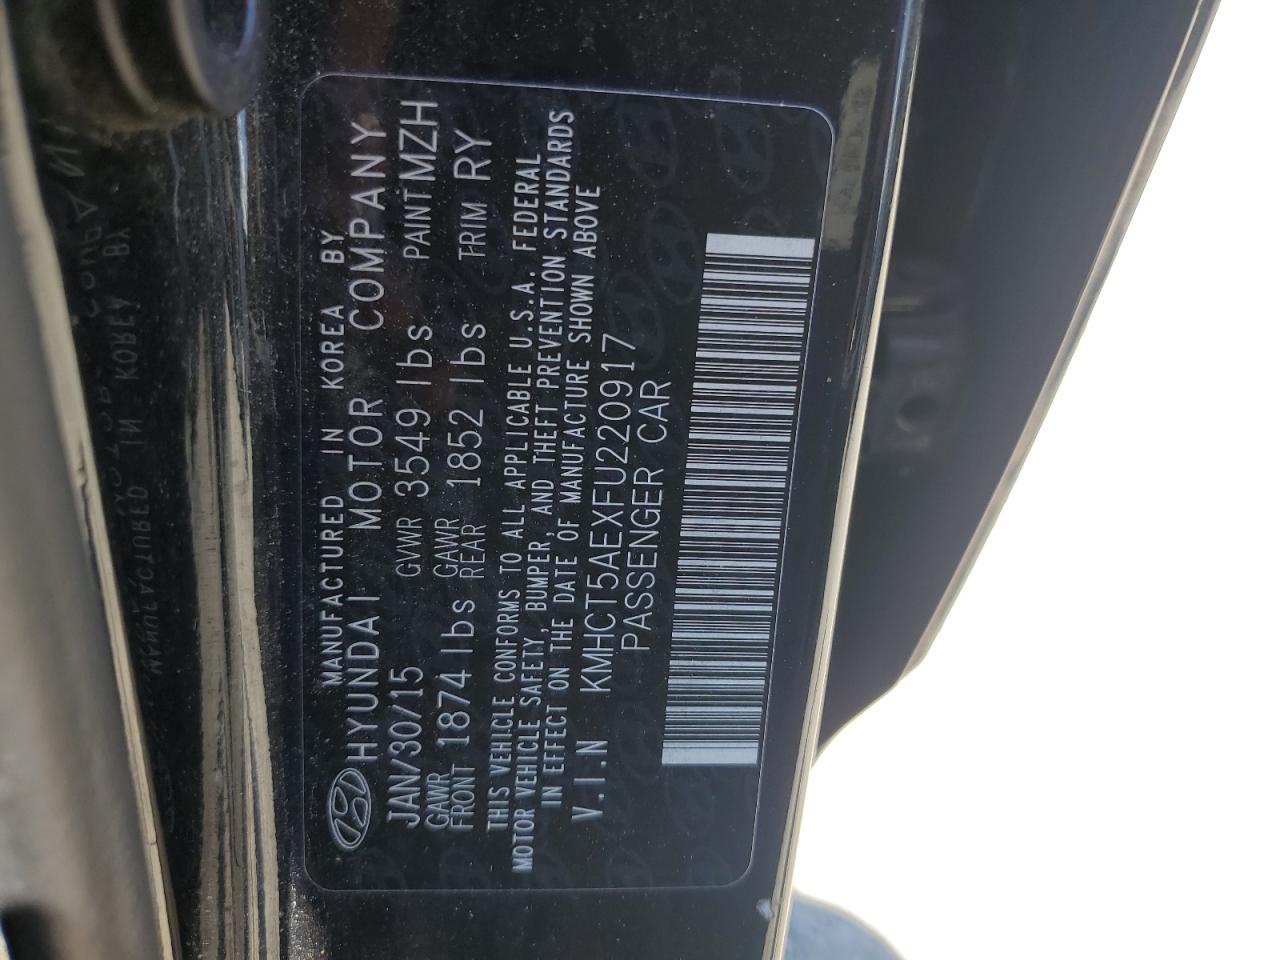 MANUFACTURED IN KOREA BY
HYUNDAI MOTOR COMPANY
JAN/30/15 GVWR 3549 lbs PAINT MZH
GAWR FRONT 1874 lbs GAWR REAR 1852 lbs TRIM RY
THIS VEHICLE CONFORMS TO ALL APPLICABLE U.S.A. FEDERAL
MOTOR VEHICLE SAFETY, BUMPER, AND THEFT PREVENTION STANDARDS
IN EFFECT ON THE DATE OF MANUFACTURE SHOWN ABOVE
V.I.N KMHCT5AEXFU220917
PASSENGER CAR